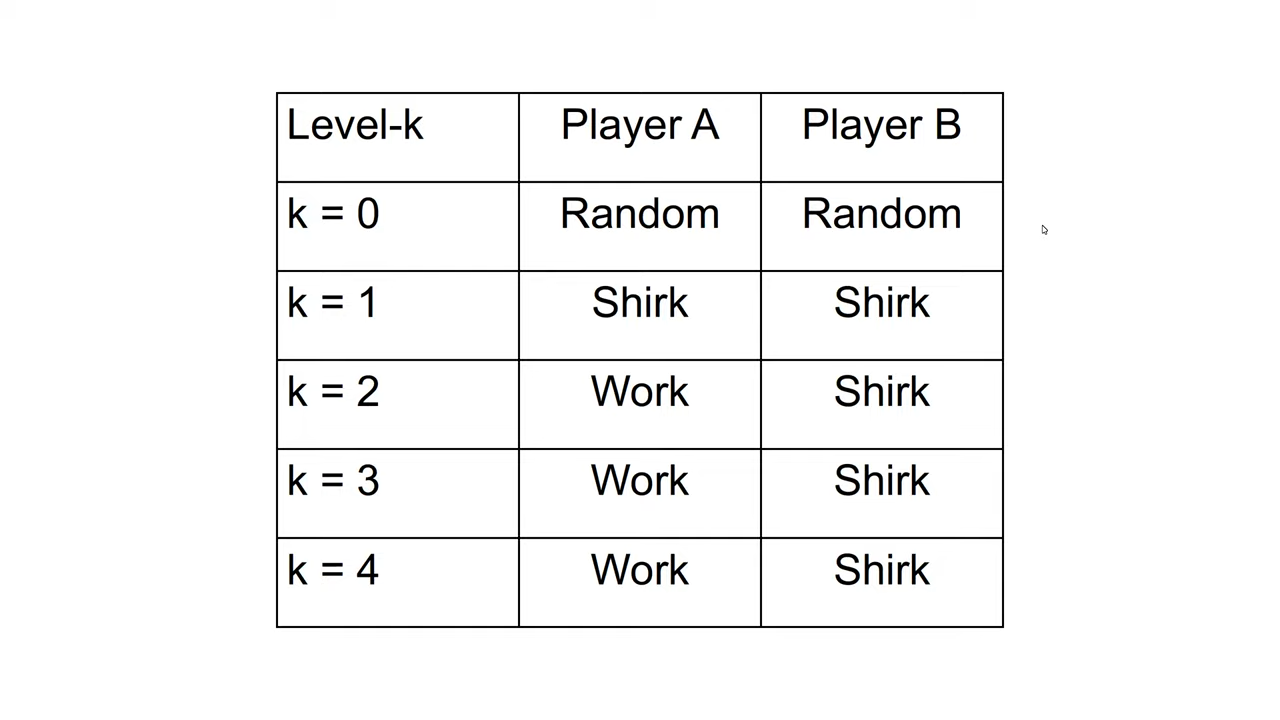 Level-k Player A Player B
k = 0 Random Random
k = 1 Shirk Shirk
k = 2 Work Shirk
k = 3 Work Shirk
k = 4 Work Shirk